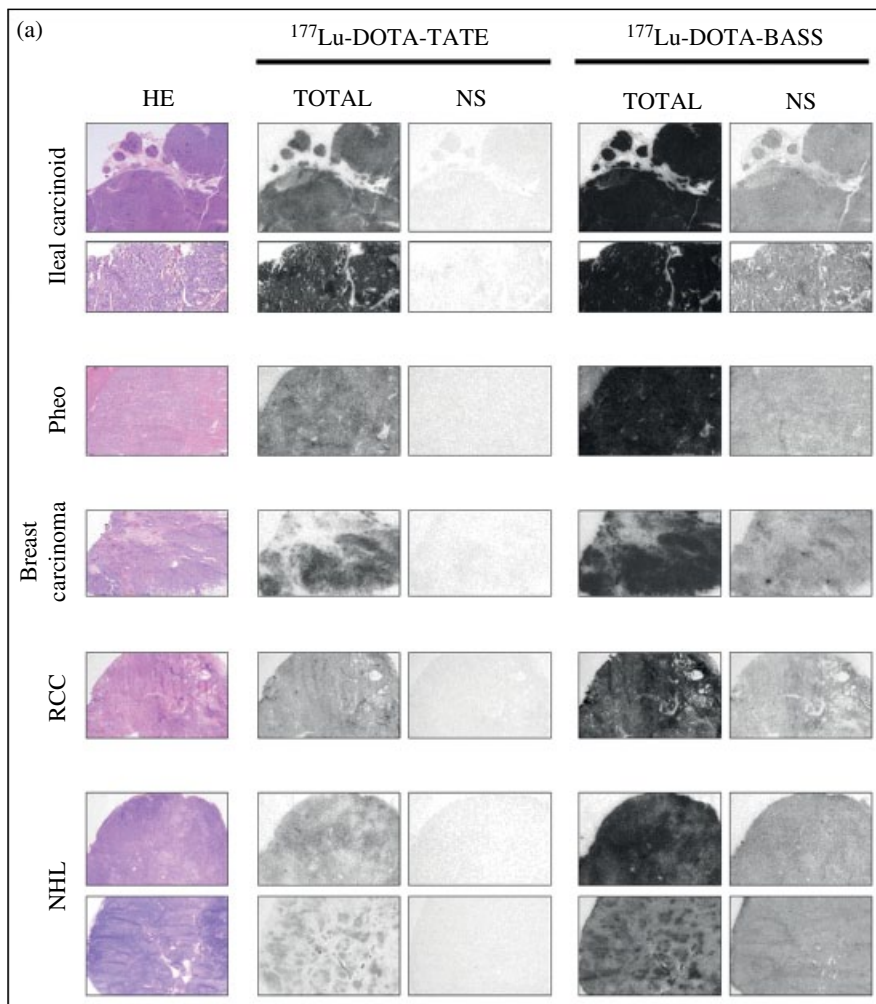 (a)
¹⁷⁷Lu-DOTA-TATE
¹⁷⁷Lu-DOTA-BASS
HE
TOTAL
NS
TOTAL
NS
Ileal carcinoid
Pheo
Breast
carcinoma
RCC
NHL